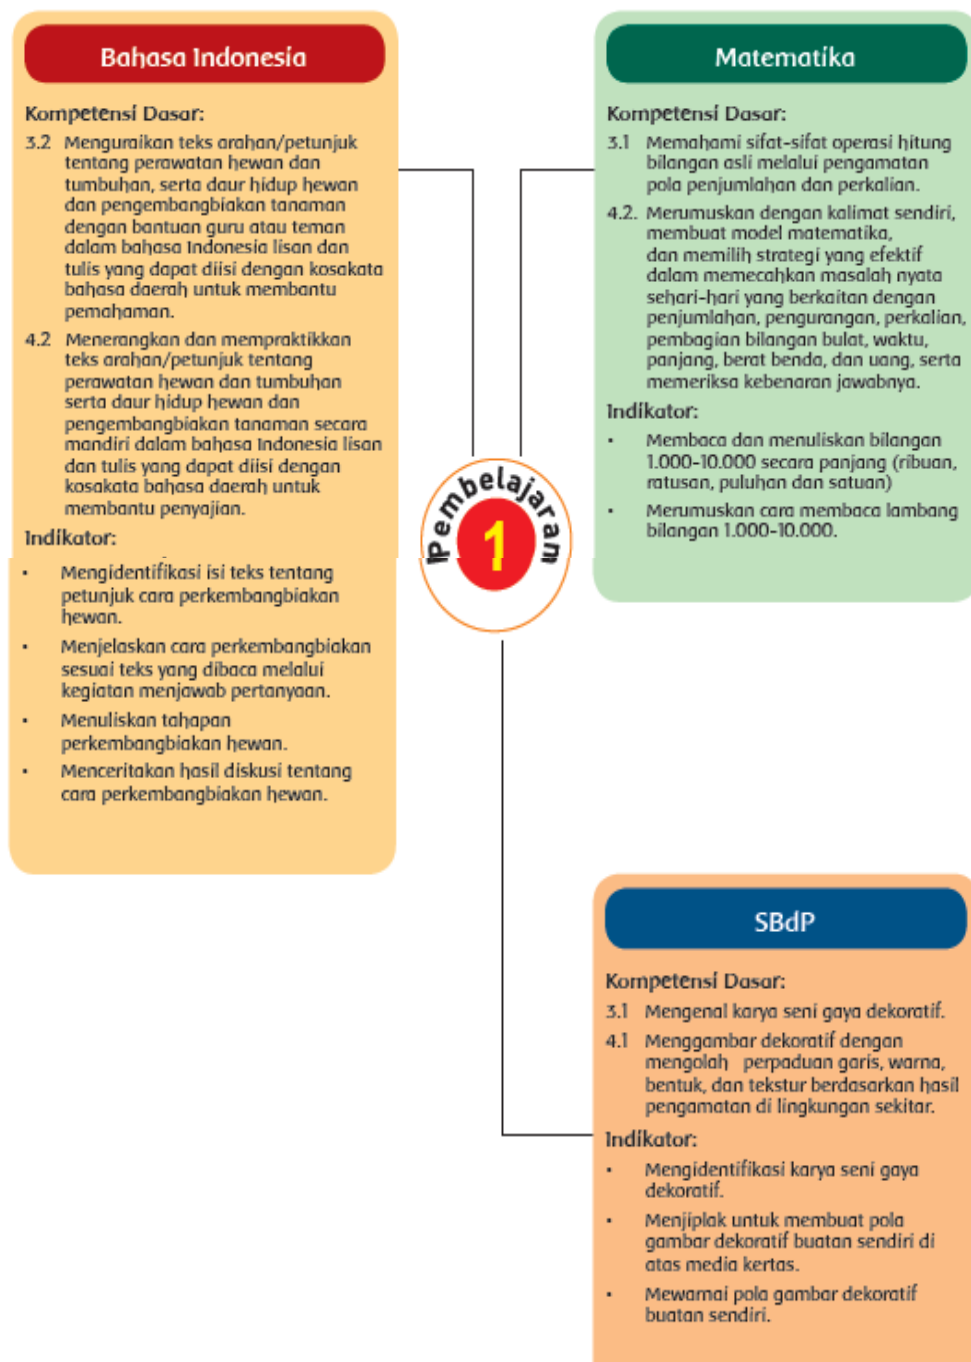 Bahasa Indonesia
Kompetensi Dasar:
3.2 Menguraikan teks arahan/petunjuk
tentang perawatan hewan dan
tumbuhan, serta daur hidup hewan
dan pengembangbiakan tanaman
dengan bantuan guru atau teman
dalam bahasa Indonesia lisan dan
tulis yang dapat diisi dengan kosakata
bahasa daerah untuk membantu
pemahaman.
4.2 Menerangkan dan mempraktikkan
teks arahan/petunjuk tentang
perawatan hewan dan tumbuhan
serta daur hidup hewan dan
pengembangbiakan tanaman secara
mandiri dalam bahasa Indonesia lisan
dan tulis yang dapat diisi dengan
kosakata bahasa daerah untuk
membantu penyajian.
Indikator:
• Mengidentifikasi isi teks tentang
petunjuk cara perkembangbiakan
hewan.
• Menjelaskan cara perkembangbiakan
sesuai teks yang dibaca melalui
kegiatan menjawab pertanyaan.
• Menuliskan tahapan
perkembangbiakan hewan.
• Menceritakan hasil diskusi tentang
cara perkembangbiakan hewan.
Matematika
Kompetensi Dasar:
3.1 Memahami sifat-sifat operasi hitung
bilangan asli melalui pengamatan
pola penjumlahan dan perkalian.
4.2. Merumuskan dengan kalimat sendiri,
membuat model matematika,
dan memilih strategi yang efektif
dalam memecahkan masalah nyata
sehari-hari yang berkaitan dengan
penjumlahan, pengurangan, perkalian,
pembagian bilangan bulat, waktu,
panjang, berat benda, dan uang, serta
memeriksa kebenaran jawabnya.
Indikator:
• Membaca dan menuliskan bilangan
1.000-10.000 secara panjang (ribuan,
ratusan, puluhan dan satuan)
• Merumuskan cara membaca lambang
bilangan 1.000-10.000.
Pembelajaran
1
SBdP
Kompetensi Dasar:
3.1 Mengenal karya seni gaya dekoratif.
4.1 Menggambar dekoratif dengan
mengolah perpaduan garis, warna,
bentuk, dan tekstur berdasarkan hasil
pengamatan di lingkungan sekitar.
Indikator:
• Mengidentifikasi karya seni gaya
dekoratif.
• Menjiplak untuk membuat pola
gambar dekoratif buatan sendiri di
atas media kertas.
• Mewarnai pola gambar dekoratif
buatan sendiri.